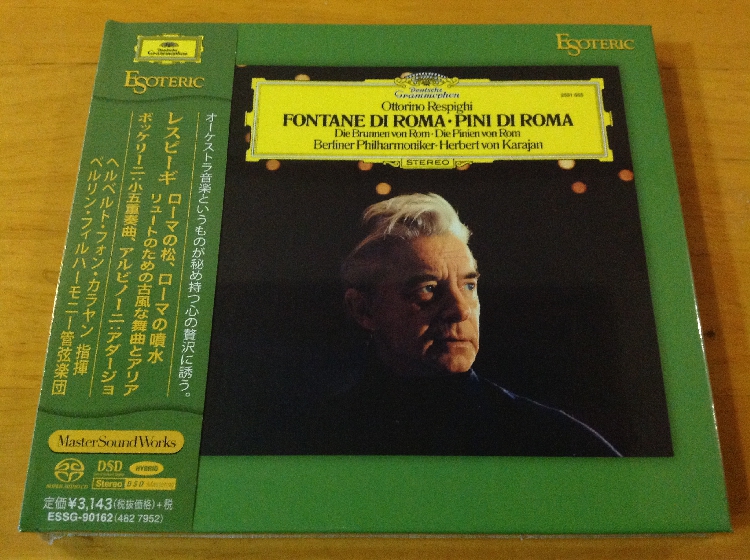 Deutsche
Grammophon
ESOTERIC
オーケストラ音楽というものが秘め持つ心の贅沢に誘う。
レスピーギ ローマの松、ローマの噴水
リュートのための古風な舞曲とアリア
ボッケリーニ:小五重奏曲、アルビノーニ:アダージョ
ヘルベルト・フォン・カラヤン 指揮
ベルリン・フィルハーモニー管弦楽団
MasterSoundWorks
SUPER AUDIO CD
DSD
HYBRID
Stereo DSD
定価¥3,143(税抜価格)+税
ESSG-90162(482 7952)
ESOTERIC
Deutsche
Grammophon
Ottorino Respighi
FONTANE DI ROMA·PINI DI ROMA
Die Brunnen von Rom·Die Pinien von Rom
Berliner Philharmoniker·Herbert von Karajan
STEREO